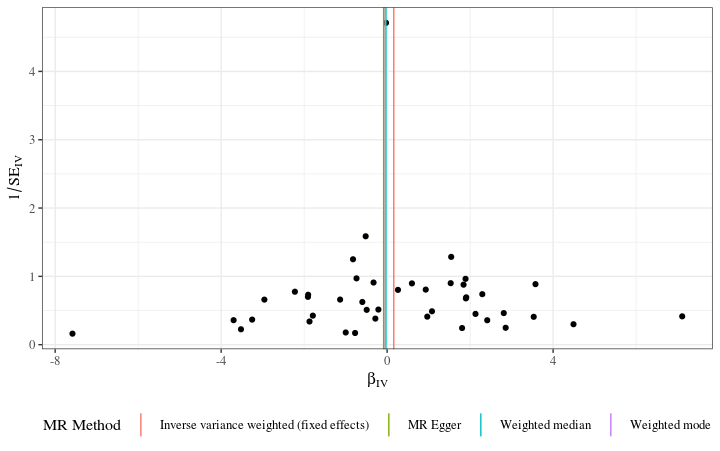 4
3
2
1
0
1/SE_IV
-8
-4
0
4
β_IV
MR Method
Inverse variance weighted (fixed effects)
MR Egger
Weighted median
Weighted mode